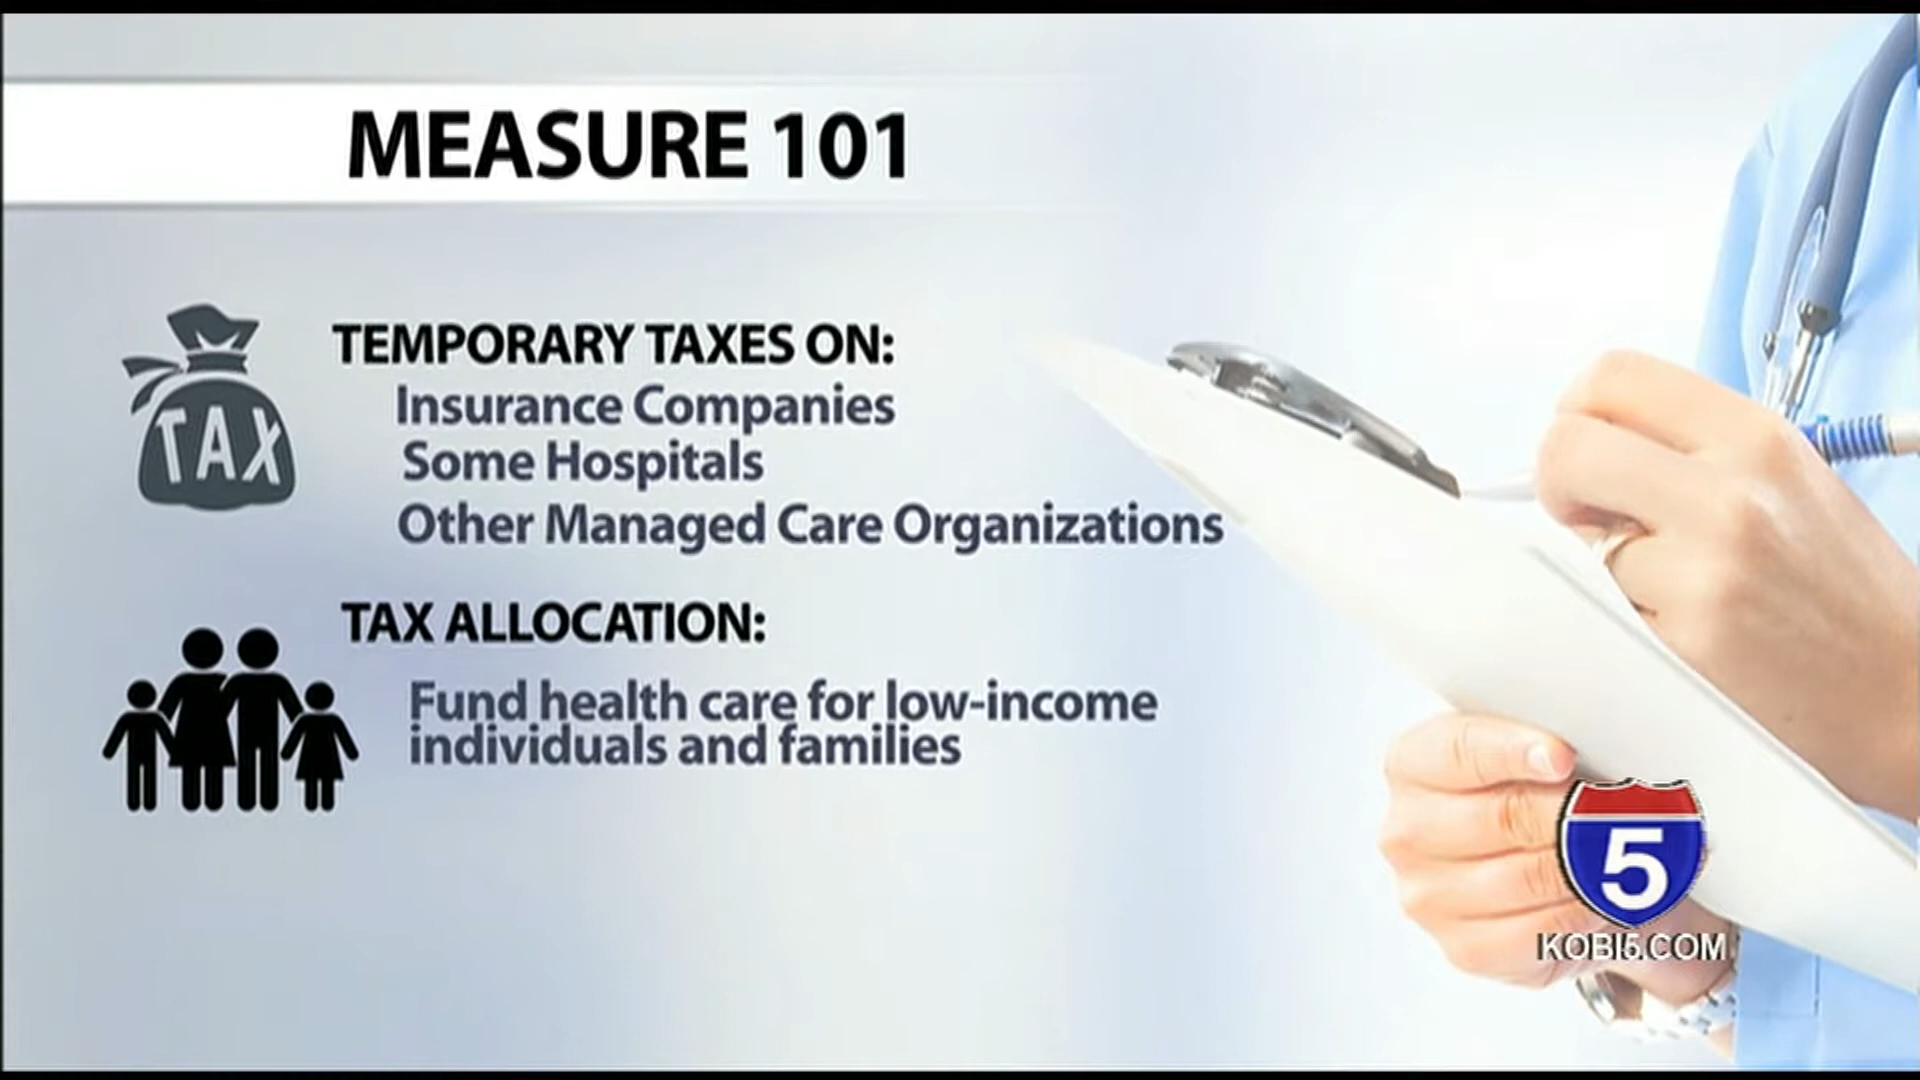 MEASURE 101
TAX
TEMPORARY TAXES ON:
Insurance Companies
Some Hospitals
Other Managed Care Organizations
TAX ALLOCATION:
Fund health care for low-income
individuals and families
5
KOBI5.COM